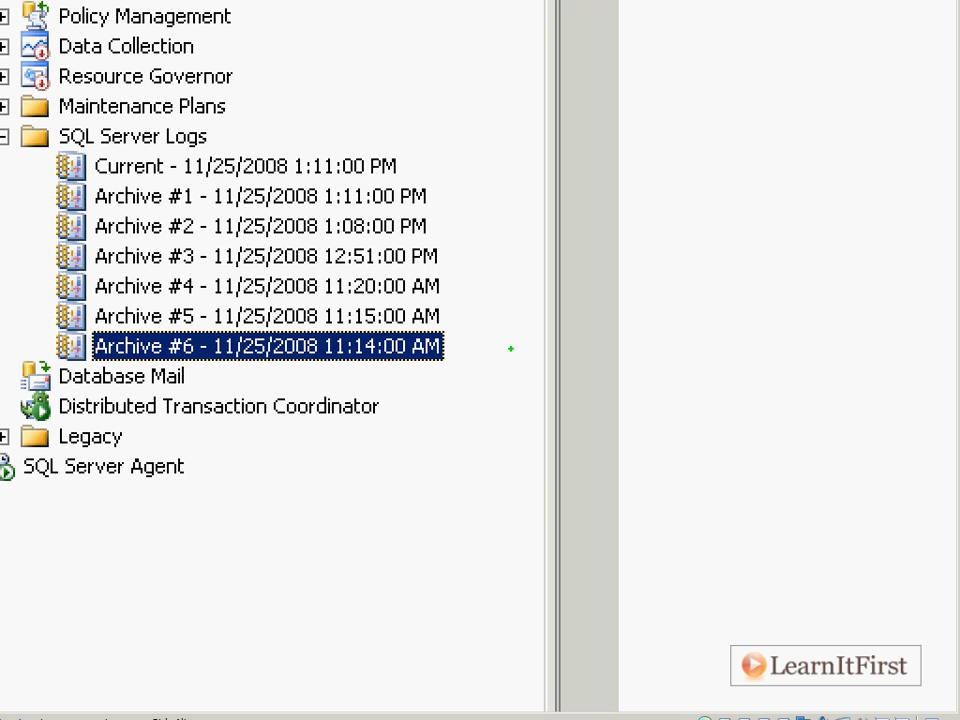 Policy Management
Data Collection
Resource Governor
Maintenance Plans
SQL Server Logs
Current - 11/25/2008 1:11:00 PM
Archive #1 - 11/25/2008 1:11:00 PM
Archive #2 - 11/25/2008 1:08:00 PM
Archive #3 - 11/25/2008 12:51:00 PM
Archive #4 - 11/25/2008 11:20:00 AM
Archive #5 - 11/25/2008 11:15:00 AM
Archive #6 - 11/25/2008 11:14:00 AM
Database Mail
Distributed Transaction Coordinator
Legacy
SQL Server Agent
LearnItFirst